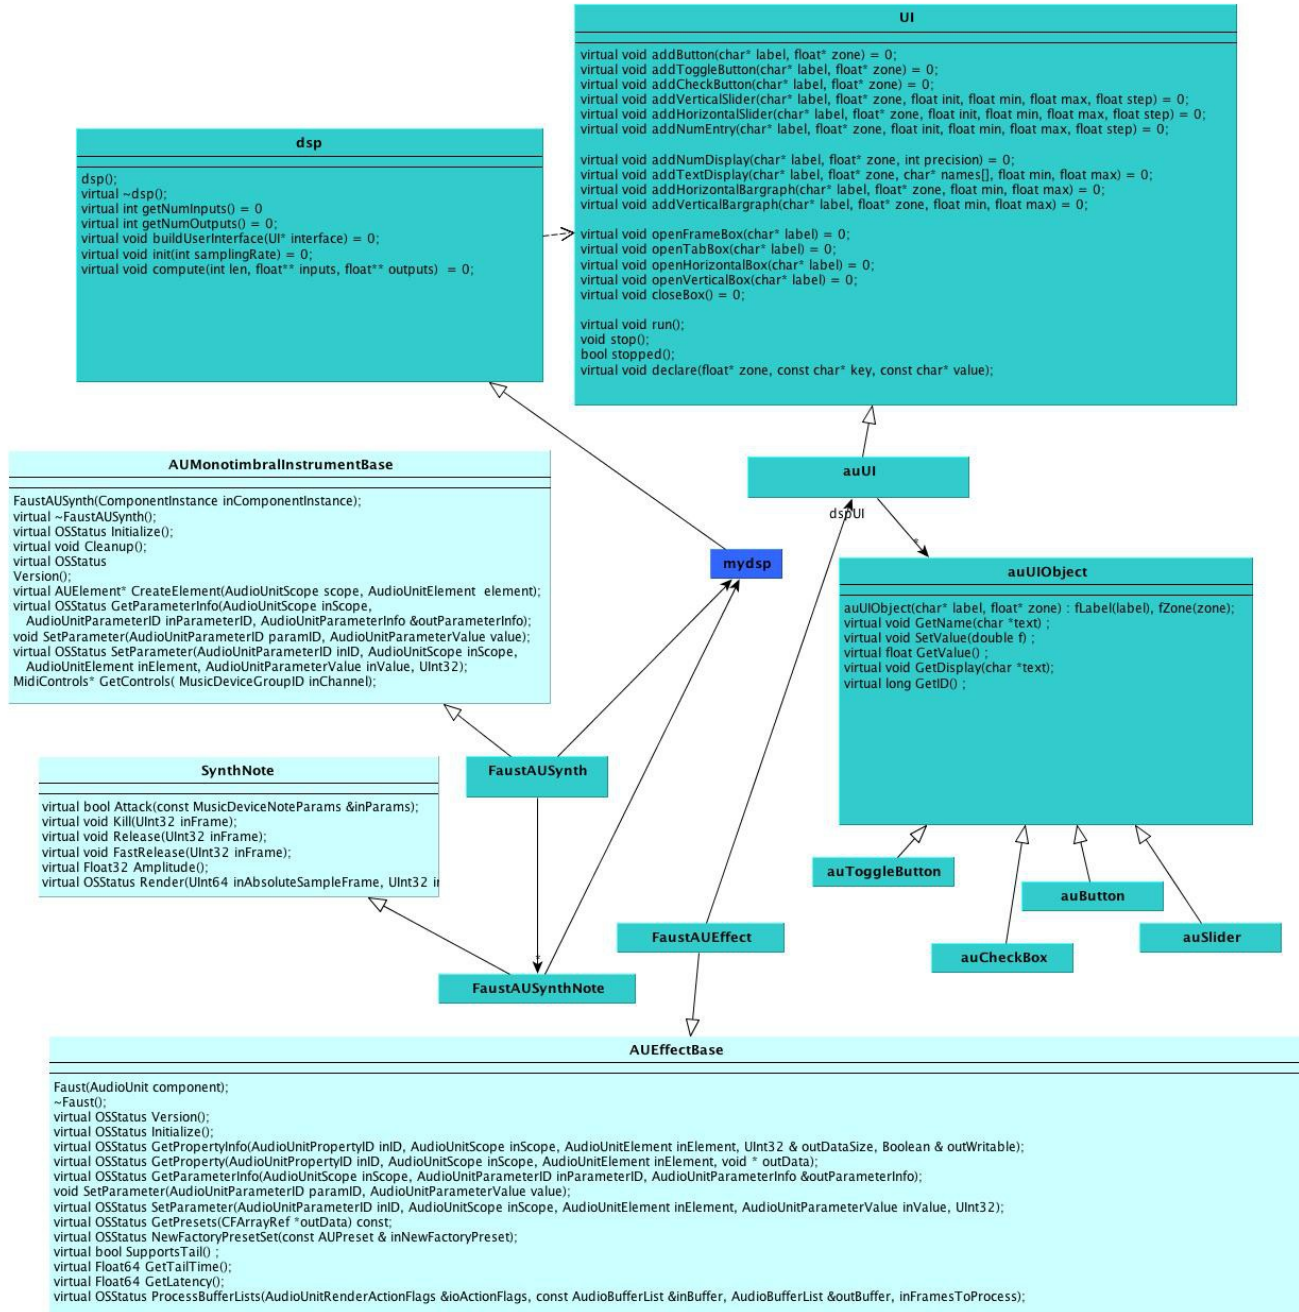 UI
virtual void addButton(char* label, float* zone) = 0;
virtual void addToggleButton(char* label, float* zone) = 0;
virtual void addCheckButton(char* label, float* zone) = 0;
virtual void addVerticalSlider(char* label, float* zone, float init, float min, float max, float step) = 0;
virtual void addHorizontalSlider(char* label, float* zone, float init, float min, float max, float step) = 0;
virtual void addNumEntry(char* label, float* zone, float init, float min, float max, float step) = 0;
virtual void addNumDisplay(char* label, float* zone, int precision) = 0;
virtual void addTextDisplay(char* label, float* zone, char* names[], float min, float max) = 0;
virtual void addHorizontalBargraph(char* label, float* zone, float min, float max) = 0;
virtual void addVerticalBargraph(char* label, float* zone, float min, float max) = 0;
virtual void openFrameBox(char* label) = 0;
virtual void openTabBox(char* label) = 0;
virtual void openHorizontalBox(char* label) = 0;
virtual void openVerticalBox(char* label) = 0;
virtual void closeBox() = 0;
virtual void run();
void stop();
bool stopped();
virtual void declare(float* zone, const char* key, const char* value);
dsp
dsp();
virtual ~dsp();
virtual int getNumInputs() = 0
virtual int getNumOutputs() = 0;
virtual void buildUserInterface(UI* interface) = 0;
virtual void init(int samplingRate) = 0;
virtual void compute(int len, float** inputs, float** outputs)  = 0;
AUMonotimbralInstrumentBase
FaustAUSynth(ComponentInstance inComponentInstance);
virtual ~FaustAUSynth();
virtual OSStatus Initialize();
virtual void Cleanup();
virtual OSStatus
Version();
virtual AUElement* CreateElement(AudioUnitScope scope, AudioUnitElement  element);
virtual OSStatus GetParameterInfo(AudioUnitScope inScope,
AudioUnitParameterID inParameterID, AudioUnitParameterInfo &outParameterInfo);
void SetParameter(AudioUnitParameterID paramID, AudioUnitParameterValue value);
virtual OSStatus SetParameter(AudioUnitParameterID inID, AudioUnitScope inScope,
AudioUnitElement inElement, AudioUnitParameterValue inValue, UInt32);
MidiControls* GetControls( MusicDeviceGroupID inChannel);
auUI
dspUI
*
mydsp
auUIObject
auUIObject(char* label, float* zone) : fLabel(label), fZone(zone);
virtual void GetName(char *text) ;
virtual void SetValue(double f) ;
virtual float GetValue() ;
virtual void GetDisplay(char *text);
virtual long GetID() ;
FaustAUSynth
SynthNote
virtual bool Attack(const MusicDeviceNoteParams &inParams);
virtual void Kill(UInt32 inFrame);
virtual void Release(UInt32 inFrame);
virtual void FastRelease(UInt32 inFrame);
virtual Float32 Amplitude();
virtual OSStatus Render(UInt64 inAbsoluteSampleFrame, UInt32 i
auToggleButton
auButton
auSlider
auCheckBox
FaustAUEffect
*
FaustAUSynthNote
AUEffectBase
Faust(AudioUnit component);
~Faust();
virtual OSStatus Version();
virtual OSStatus Initialize();
virtual OSStatus GetPropertyInfo(AudioUnitPropertyID inID, AudioUnitScope inScope, AudioUnitElement inElement, UInt32 & outDataSize, Boolean & outWritable);
virtual OSStatus GetProperty(AudioUnitPropertyID inID, AudioUnitScope inScope, AudioUnitElement inElement, void * outData);
virtual OSStatus GetParameterInfo(AudioUnitScope inScope, AudioUnitParameterID inParameterID, AudioUnitParameterInfo &outParameterInfo);
void SetParameter(AudioUnitParameterID paramID, AudioUnitParameterValue value);
virtual OSStatus SetParameter(AudioUnitParameterID inID, AudioUnitScope inScope, AudioUnitElement inElement, AudioUnitParameterValue inValue, UInt32);
virtual OSStatus GetPresets(CFArrayRef *outData) const;
virtual OSStatus NewFactoryPresetSet(const AUPreset & inNewFactoryPreset);
virtual bool SupportsTail() ;
virtual Float64 GetTailTime();
virtual Float64 GetLatency();
virtual OSStatus ProcessBufferLists(AudioUnitRenderActionFlags &ioActionFlags, const AudioBufferList &inBuffer, AudioBufferList &outBuffer, inFramesToProcess);